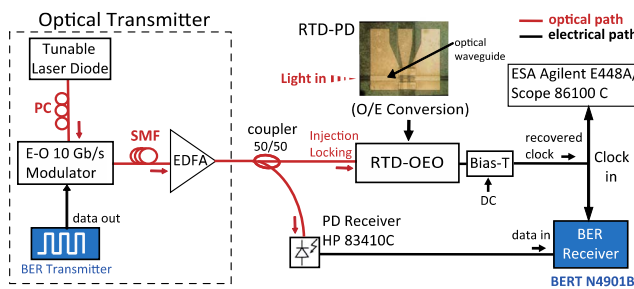 Optical Transmitter
Tunable
Laser Diode
PC
SMF
E-O 10 Gb/s
Modulator
EDFA
data out
BER Transmitter
RTD-PD
optical
waveguide
Light in
(O/E Conversion)
coupler
50/50
Injection
Locking
RTD-OEO
Bias-T
DC
recovered
clock
Clock
in
optical path
electrical path
ESA Agilent E448A/
Scope 86100 C
PD Receiver
HP 83410C
data in
BER
Receiver
BERT N4901B